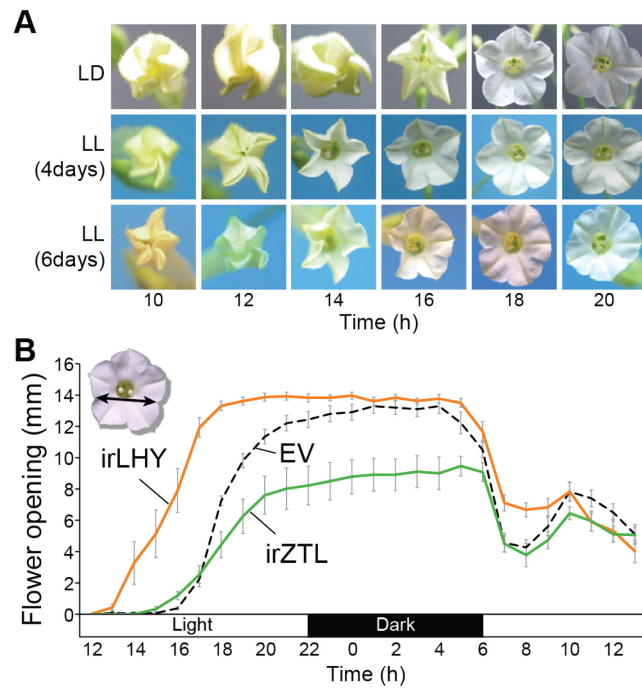 A
LD
LL
(4days)
LL
(6days)
10 12 14 16 18 20
Time (h)
B
Flower opening (mm)
16
14
12
10
8
6
4
2
0
irLHY
EV
irZTL
Light Dark
12 14 16 18 20 22 0 2 4 6 8 10 12
Time (h)